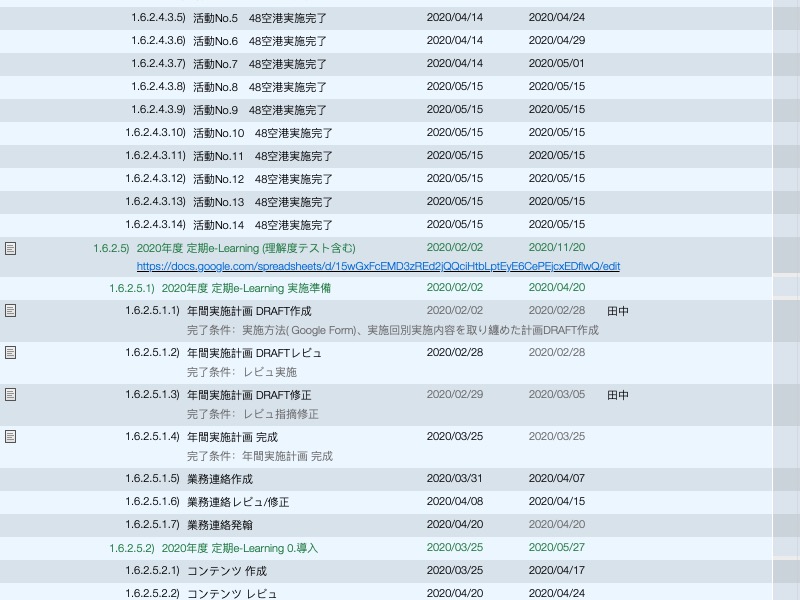 1.6.2.4.3.5) 活動No.5　48空港実施完了 2020/04/14 2020/04/24
1.6.2.4.3.6) 活動No.6　48空港実施完了 2020/04/14 2020/04/29
1.6.2.4.3.7) 活動No.7　48空港実施完了 2020/04/14 2020/05/01
1.6.2.4.3.8) 活動No.8　48空港実施完了 2020/05/15 2020/05/15
1.6.2.4.3.9) 活動No.9　48空港実施完了 2020/05/15 2020/05/15
1.6.2.4.3.10) 活動No.10　48空港実施完了 2020/05/15 2020/05/15
1.6.2.4.3.11) 活動No.11　48空港実施完了 2020/05/15 2020/05/15
1.6.2.4.3.12) 活動No.12　48空港実施完了 2020/05/15 2020/05/15
1.6.2.4.3.13) 活動No.13　48空港実施完了 2020/05/15 2020/05/15
1.6.2.4.3.14) 活動No.14　48空港実施完了 2020/05/15 2020/05/15
1.6.2.5) 2020年度 定期e-Learning (理解度テスト含む) 2020/02/02 2020/11/20
https://docs.google.com/spreadsheets/d/15wGxFcEMD3zREd2jQQciHtbLptEyE6CePEjcxEDflwQ/edit
1.6.2.5.1) 2020年度 定期e-Learning 実施準備 2020/02/02 2020/04/20
1.6.2.5.1.1) 年間実施計画 DRAFT作成 2020/02/02 2020/02/28 田中
完了条件：実施方法( Google Form)、実施回別実施内容を取り纏めた計画DRAFT作成
1.6.2.5.1.2) 年間実施計画 DRAFTレビュ 2020/02/28 2020/02/28
完了条件：レビュ実施
1.6.2.5.1.3) 年間実施計画 DRAFT修正 2020/02/29 2020/03/05 田中
完了条件：レビュ指摘修正
1.6.2.5.1.4) 年間実施計画 完成 2020/03/25 2020/03/25
完了条件：年間実施計画 完成
1.6.2.5.1.5) 業務連絡作成 2020/03/31 2020/04/07
1.6.2.5.1.6) 業務連絡レビュ/修正 2020/04/08 2020/04/15
1.6.2.5.1.7) 業務連絡発翰 2020/04/20 2020/04/20
1.6.2.5.2) 2020年度 定期e-Learning 0.導入 2020/03/25 2020/05/27
1.6.2.5.2.1) コンテンツ 作成 2020/03/25 2020/04/17
1.6.2.5.2.2) コンテンツ レビュ 2020/04/20 2020/04/24